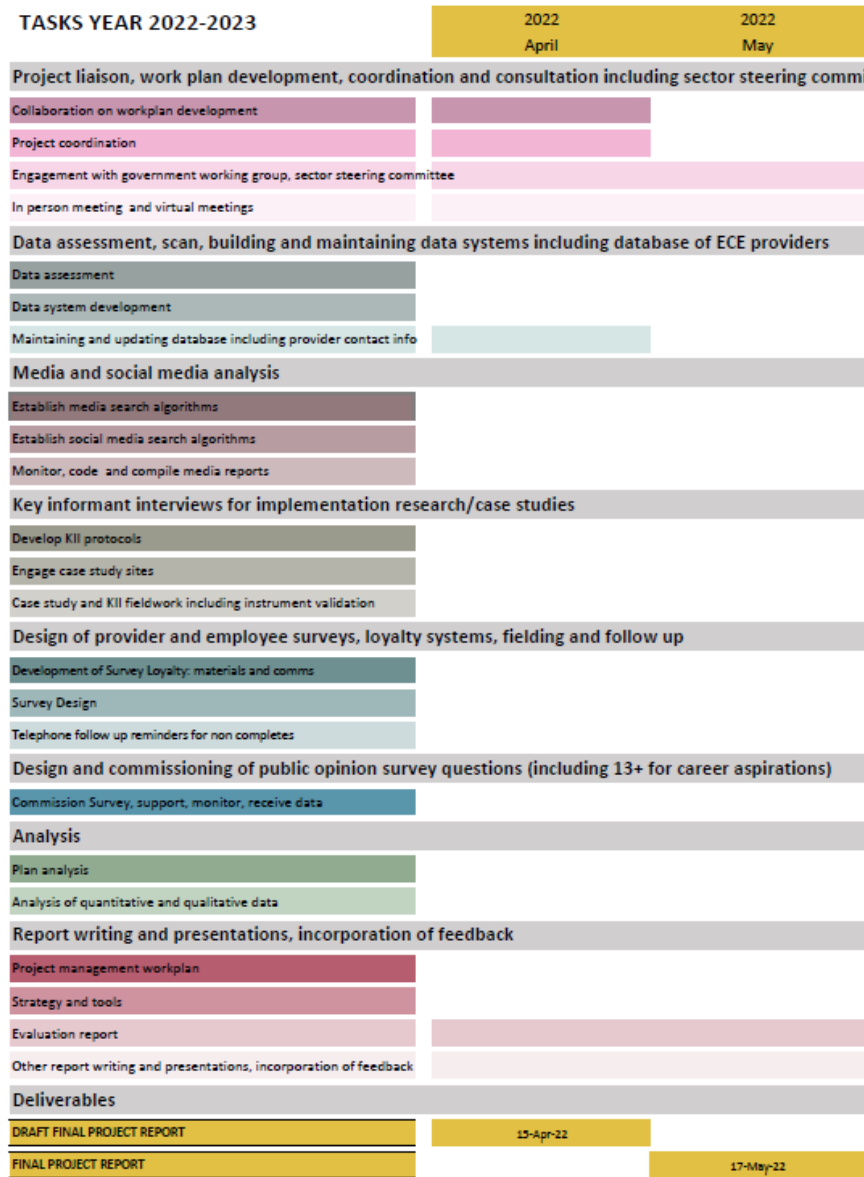 TASKS YEAR 2022-2023
2022
April
2022
May
Project liaison, work plan development, coordination and consultation including sector steering commi
Collaboration on workplan development
Project coordination
Engagement with government working group, sector steering committee
In person meeting and virtual meetings
Data assessment, scan, building and maintaining data systems including database of ECE providers
Data assessment
Data system development
Maintaining and updating database including provider contact info
Media and social media analysis
Establish media search algorithms
Establish social media search algorithms
Monitor, code and compile media reports
Key informant interviews for implementation research/case studies
Develop KII protocols
Engage case study sites
Case study and KII fieldwork including instrument validation
Design of provider and employee surveys, loyalty systems, fielding and follow up
Development of Survey Loyalty: materials and comms
Survey Design
Telephone follow up reminders for non completes
Design and commissioning of public opinion survey questions (including 13+ for career aspirations)
Commission Survey, support, monitor, receive data
Analysis
Plan analysis
Analysis of quantitative and qualitative data
Report writing and presentations, incorporation of feedback
Project management workplan
Strategy and tools
Evaluation report
Other report writing and presentations, incorporation of feedback
Deliverables
DRAFT FINAL PROJECT REPORT 15-Apr-22
FINAL PROJECT REPORT 17-May-22